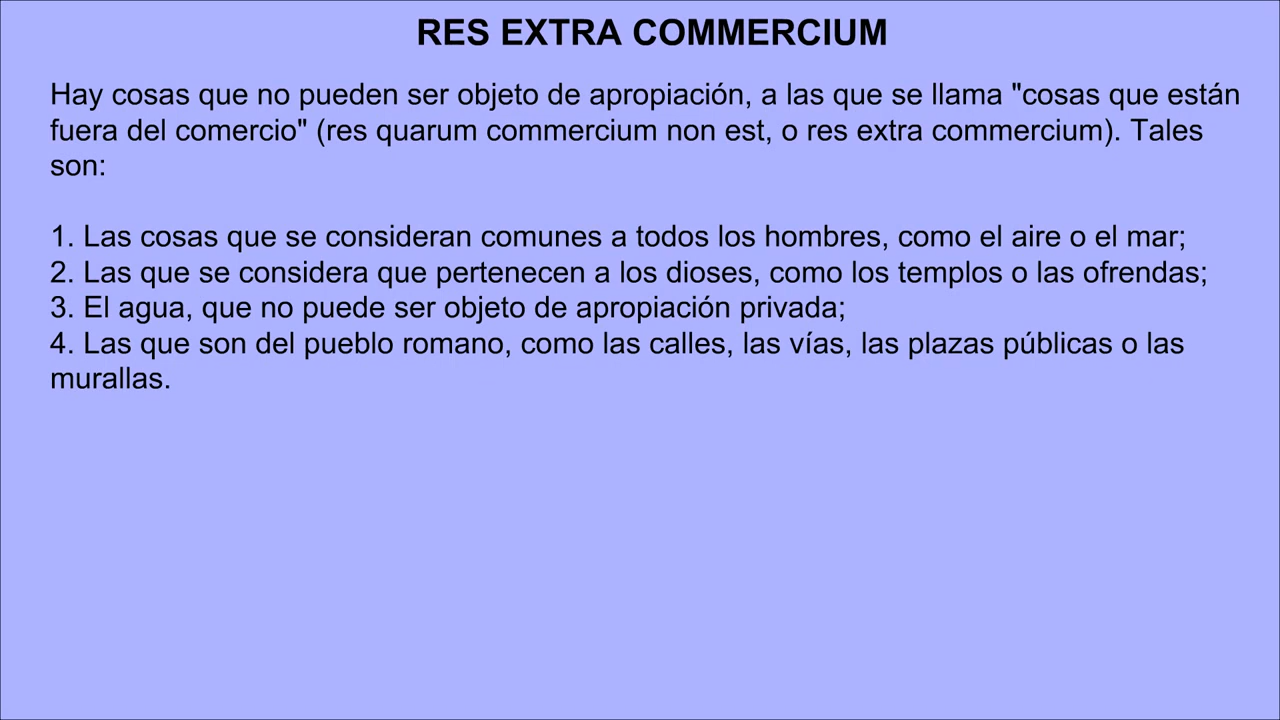 RES EXTRA COMMERCIUM
Hay cosas que no pueden ser objeto de apropiación, a las que se llama "cosas que están
fuera del comercio" (res quarum commercium non est, o res extra commercium). Tales
son:
1. Las cosas que se consideran comunes a todos los hombres, como el aire o el mar;
2. Las que se considera que pertenecen a los dioses, como los templos o las ofrendas;
3. El agua, que no puede ser objeto de apropiación privada;
4. Las que son del pueblo romano, como las calles, las vías, las plazas públicas o las
murallas.